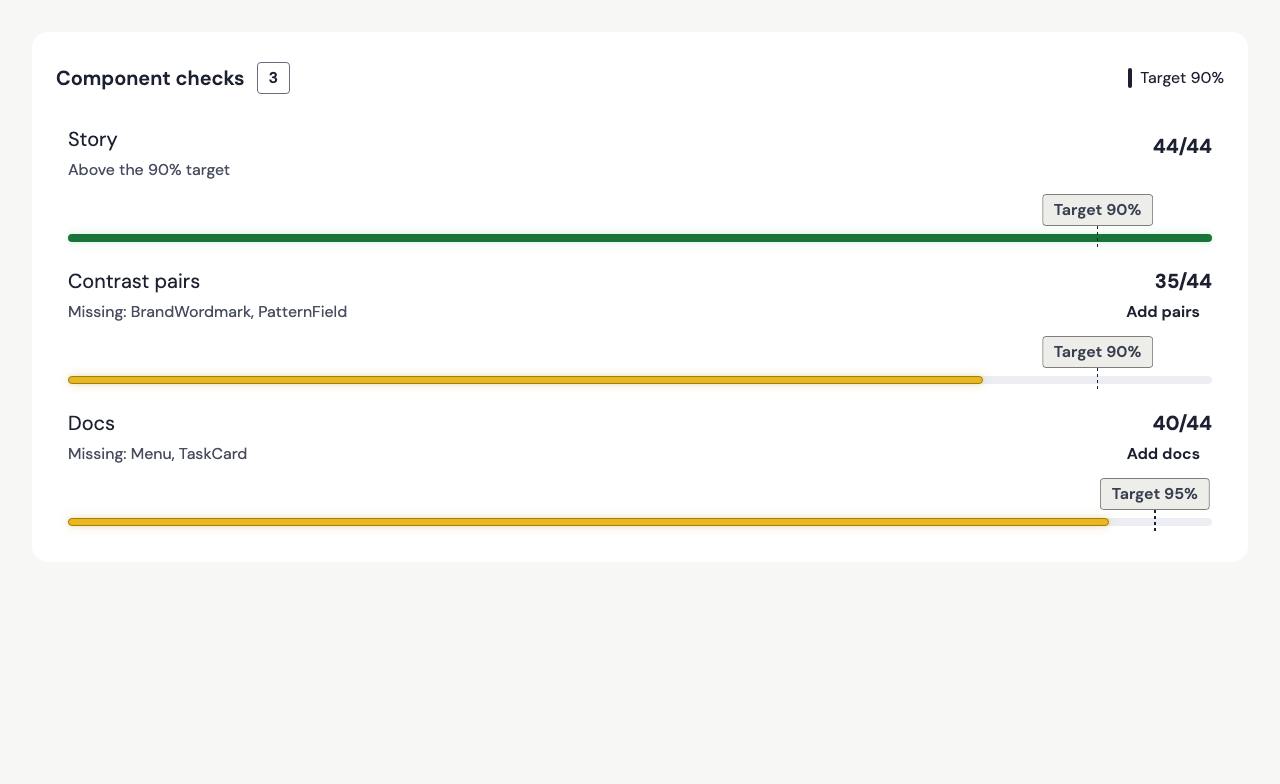 Component checks 3
Target 90%
Story
44/44
Above the 90% target
Target 90%
Contrast pairs
35/44
Missing: BrandWordmark, PatternField
Add pairs
Target 90%
Docs
40/44
Missing: Menu, TaskCard
Add docs
Target 95%